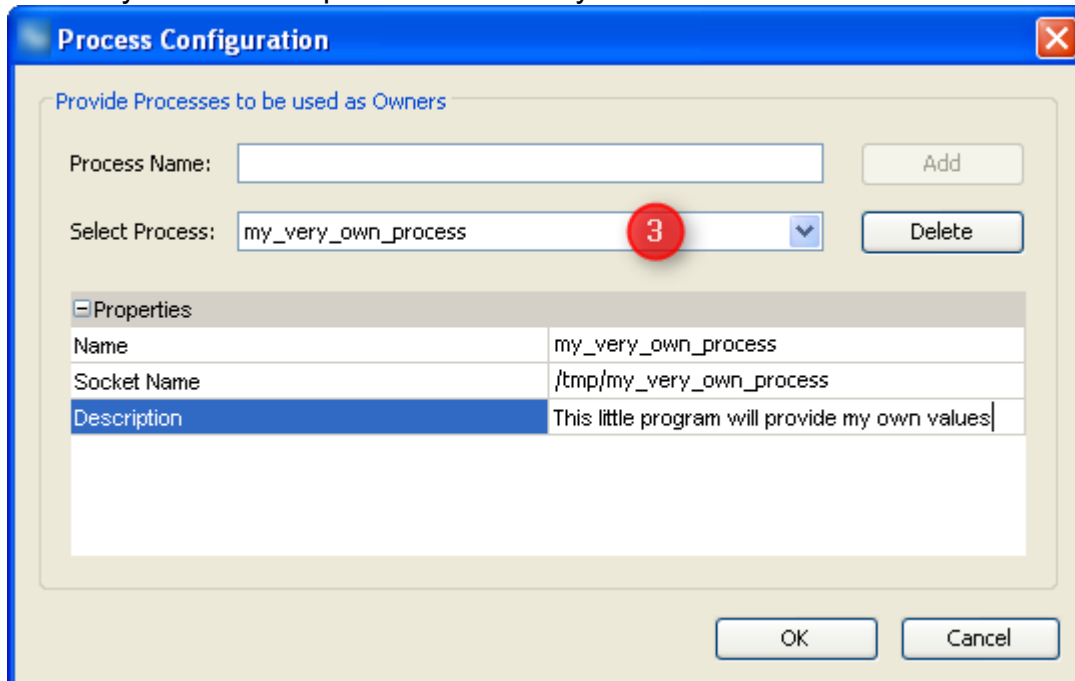 Process Configuration
Provide Processes to be used as Owners
Process Name: Add
Select Process: my_very_own_process 3 Delete
Properties
Name my_very_own_process
Socket Name /tmp/my_very_own_process
Description This little program will provide my own values
OK Cancel